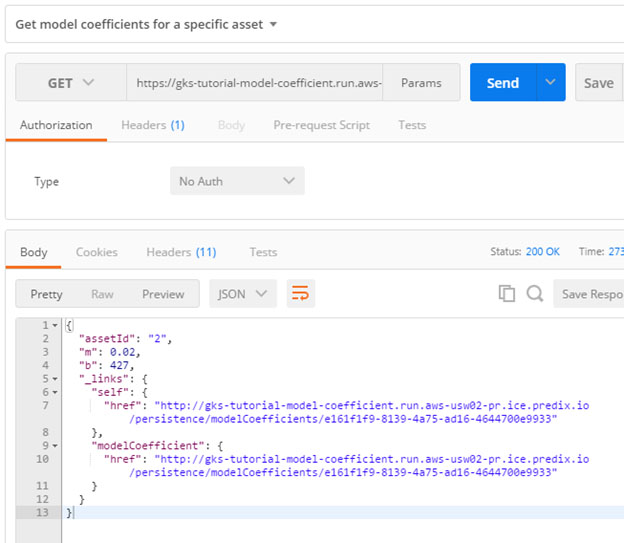 Get model coefficients for a specific asset
GET https://gks-tutorial-model-coefficient.run.aws- Params Send Save
Authorization Headers (1) Body Pre-request Script Tests
Type No Auth
Body Cookies Headers (11) Tests Status: 200 OK Time: 273
Pretty Raw Preview JSON Save Respo
1 {
2 "assetId": "2",
3 "m": 0.02,
4 "b": 427,
5 "_links": {
6 "self": {
7 "href": "http://gks-tutorial-model-coefficient.run.aws-usw02-pr.ice.predix.io
/persistence/modelCoefficients/e161f1f9-8139-4a75-ad16-4644700e9933"
8 },
9 "modelCoefficient": {
10 "href": "http://gks-tutorial-model-coefficient.run.aws-usw02-pr.ice.predix.io
/persistence/modelCoefficients/e161f1f9-8139-4a75-ad16-4644700e9933"
11 }
12 }
13 }